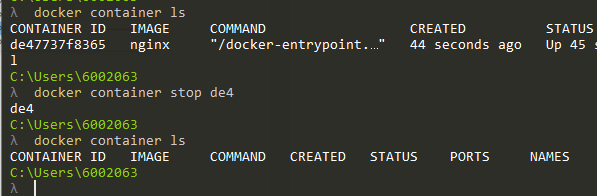 λ docker container ls
CONTAINER ID IMAGE COMMAND CREATED STATUS
de47737f8365 nginx "/docker-entrypoint.…" 44 seconds ago Up 45 s
l
C:\Users\6002063
λ docker container stop de4
de4
C:\Users\6002063
λ docker container ls
CONTAINER ID IMAGE COMMAND CREATED STATUS PORTS NAMES
C:\Users\6002063
λ